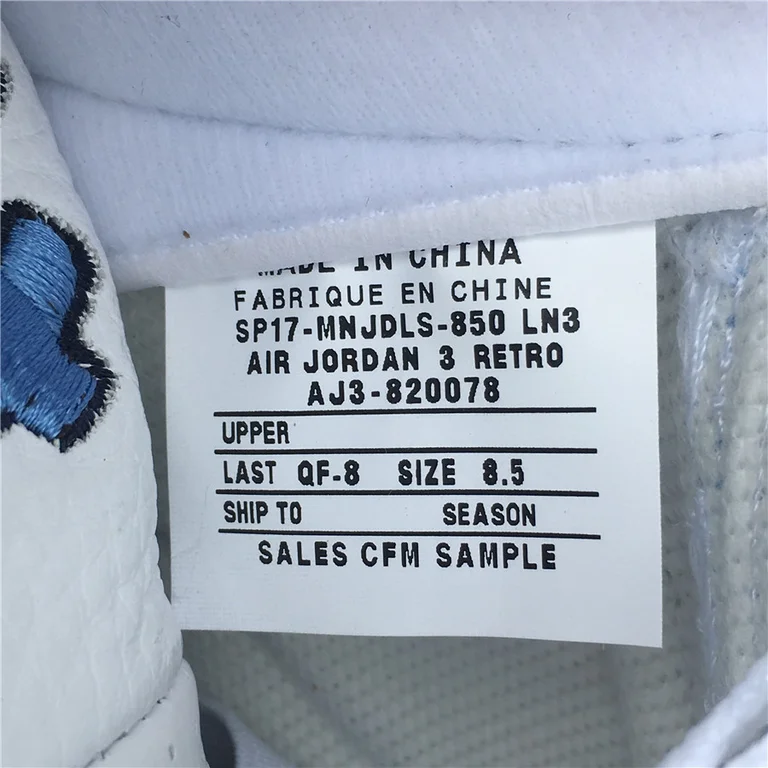 MADE IN CHINA
FABRIQUE EN CHINE
SP17-MNJDLS-850 LN3
AIR JORDAN 3 RETRO
AJ3-820078
UPPER
LAST QF-8 SIZE 8.5
SHIP TO SEASON
SALES CFM SAMPLE